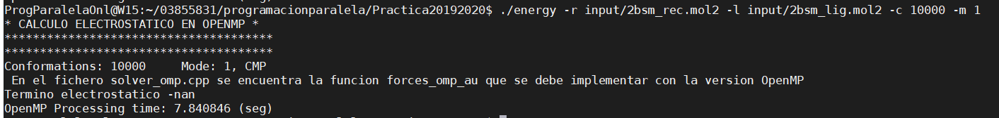 ProgParalelaOnl@W15:~/03855831/programacionparalela/Practica20192020$ ./energy -r input/2bsm_rec.mol2 -l input/2bsm_lig.mol2 -c 10000 -m 1
* CALCULO ELECTROSTATICO EN OPENMP *
**************************************
**************************************
Conformations: 10000     Mode: 1, CMP
 En el fichero solver_omp.cpp se encuentra la funcion forces_omp_au que se debe implementar con la version OpenMP
Termino electrostatico -nan
OpenMP Processing time: 7.840846 (seg)